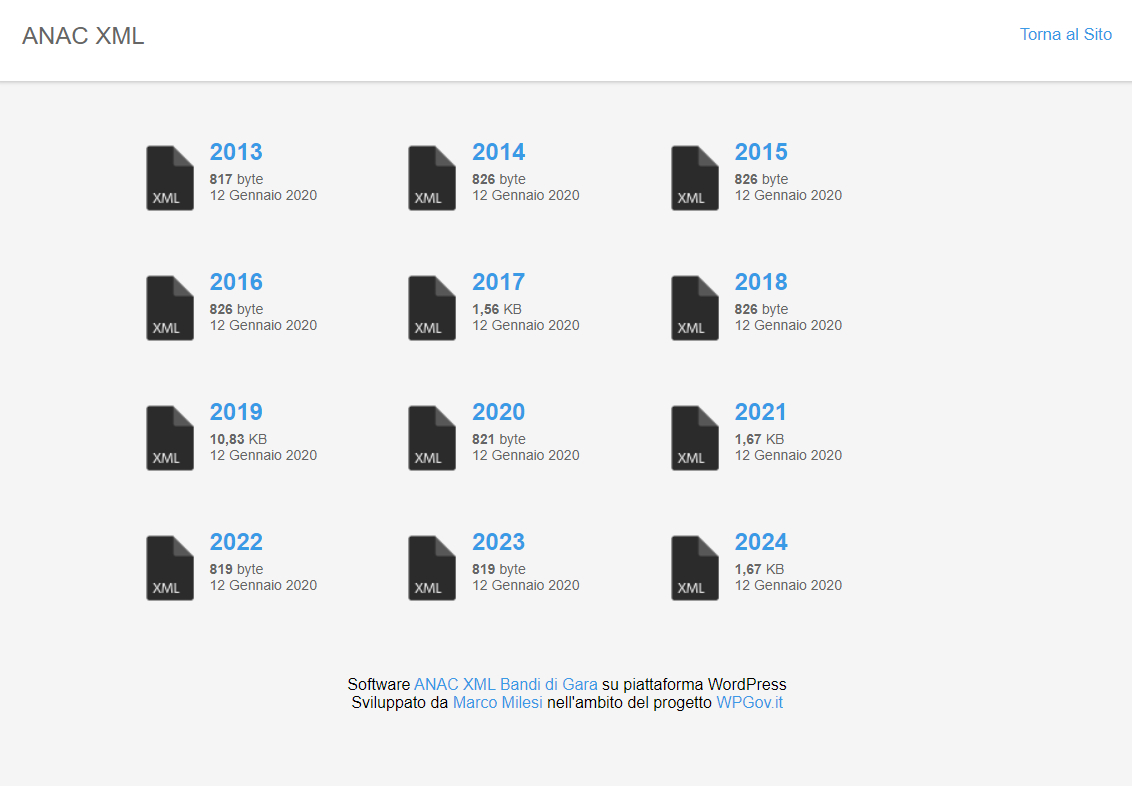 ANAC XML
Torna al Sito
2013
817 byte
12 Gennaio 2020
XML
2014
826 byte
12 Gennaio 2020
XML
2015
826 byte
12 Gennaio 2020
XML
2016
826 byte
12 Gennaio 2020
XML
2017
1,56 KB
12 Gennaio 2020
XML
2018
826 byte
12 Gennaio 2020
XML
2019
10,83 KB
12 Gennaio 2020
XML
2020
821 byte
12 Gennaio 2020
XML
2021
1,67 KB
12 Gennaio 2020
XML
2022
819 byte
12 Gennaio 2020
XML
2023
819 byte
12 Gennaio 2020
XML
2024
1,67 KB
12 Gennaio 2020
XML
Software ANAC XML Bandi di Gara su piattaforma WordPress
Sviluppato da Marco Milesi nell'ambito del progetto WPGov.it